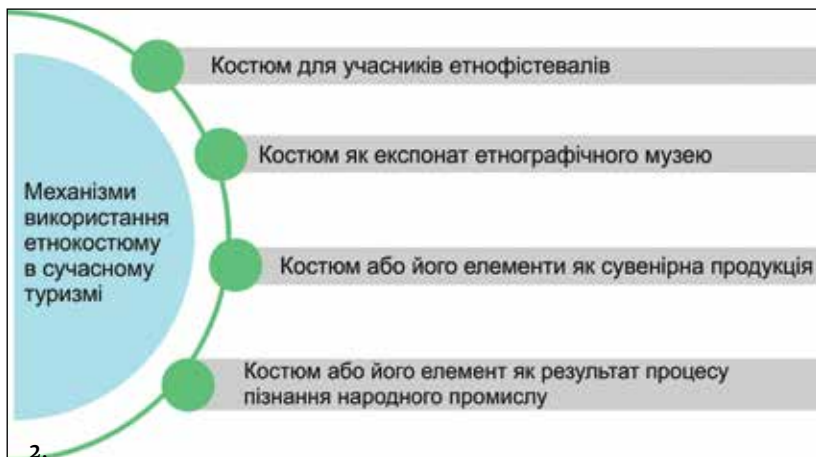 Механізми
використання
етнокостюму
в сучасному
туризмі
Костюм для учасників етнофістевалів
Костюм як експонат етнографічного музею
Костюм або його елементи як сувенірна продукція
Костюм або його елемент як результат процесу
пізнання народного промислу
2.